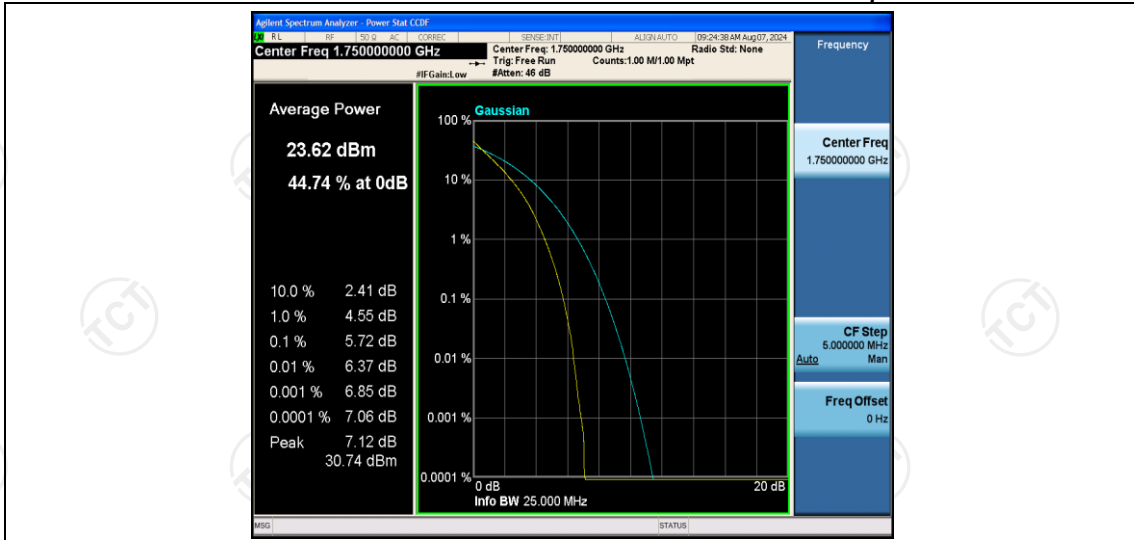 Agilent Spectrum Analyzer - Power Stat CCDF
LXI RL RF 50 Ω AC CORREC SENSE:INT ALIGN AUTO 09:24:38 AM Aug 07, 2024
Center Freq 1.750000000 GHz
Center Freq: 1.750000000 GHz Radio Std: None
Trig: Free Run Counts:1.00 M/1.00 Mpt
#IFGain:Low #Atten: 46 dB
Frequency
Average Power
23.62 dBm
44.74 % at 0dB
10.0 % 2.41 dB
1.0 % 4.55 dB
0.1 % 5.72 dB
0.01 % 6.37 dB
0.001 % 6.85 dB
0.0001 % 7.06 dB
Peak 7.12 dB
30.74 dBm
Gaussian
100 %
10 %
1 %
0.1 %
0.01 %
0.001 %
0.0001 %
0 dB 20 dB
Info BW 25.000 MHz
Center Freq
1.750000000 GHz
CF Step
5.000000 MHz
Auto Man
Freq Offset
0 Hz
MSG STATUS
TCT
TCT